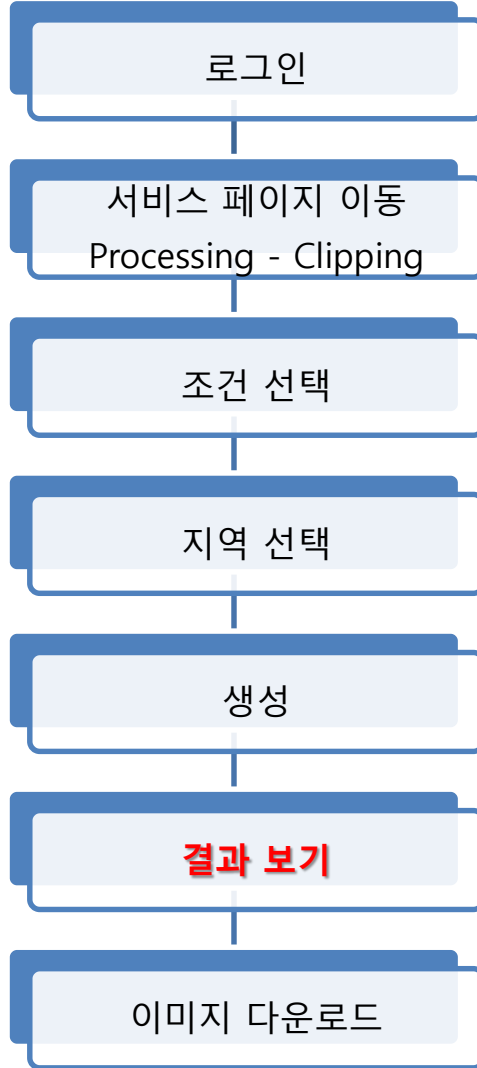 로그인
서비스 페이지 이동
Processing - Clipping
조건 선택
지역 선택
생성
결과 보기
이미지 다운로드